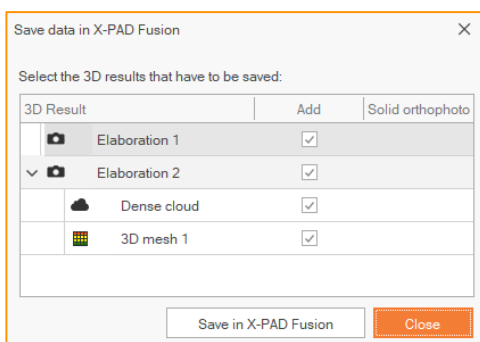 Save data in X-PAD Fusion
Select the 3D results that have to be saved:
3D Result Add Solid orthophoto
Elaboration 1
Elaboration 2
Dense cloud
3D mesh 1
Save in X-PAD Fusion Close